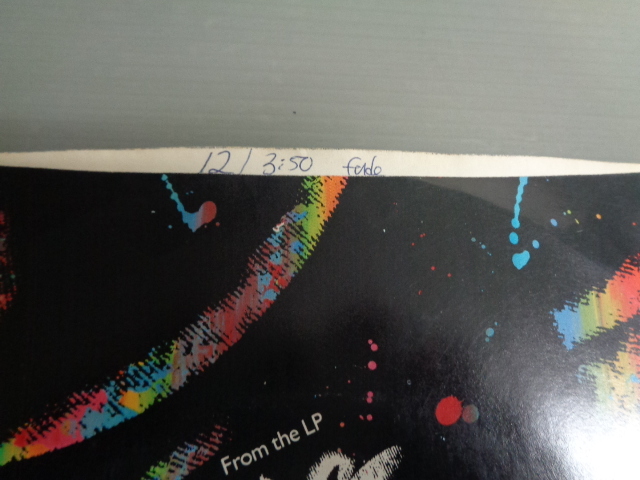 12 / 3:50 fade
From the LP